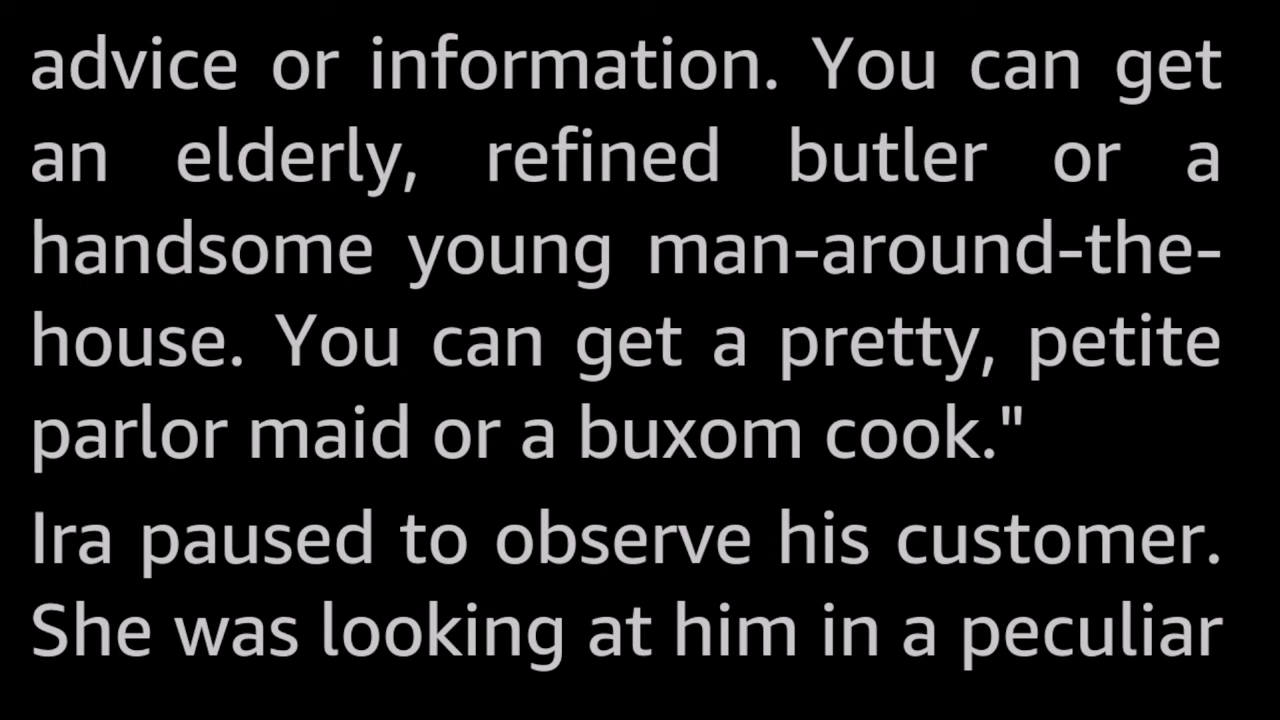 advice or information. You can get
an elderly, refined butler or a
handsome young man-around-the-
house. You can get a pretty, petite
parlor maid or a buxom cook."
Ira paused to observe his customer.
She was looking at him in a peculiar